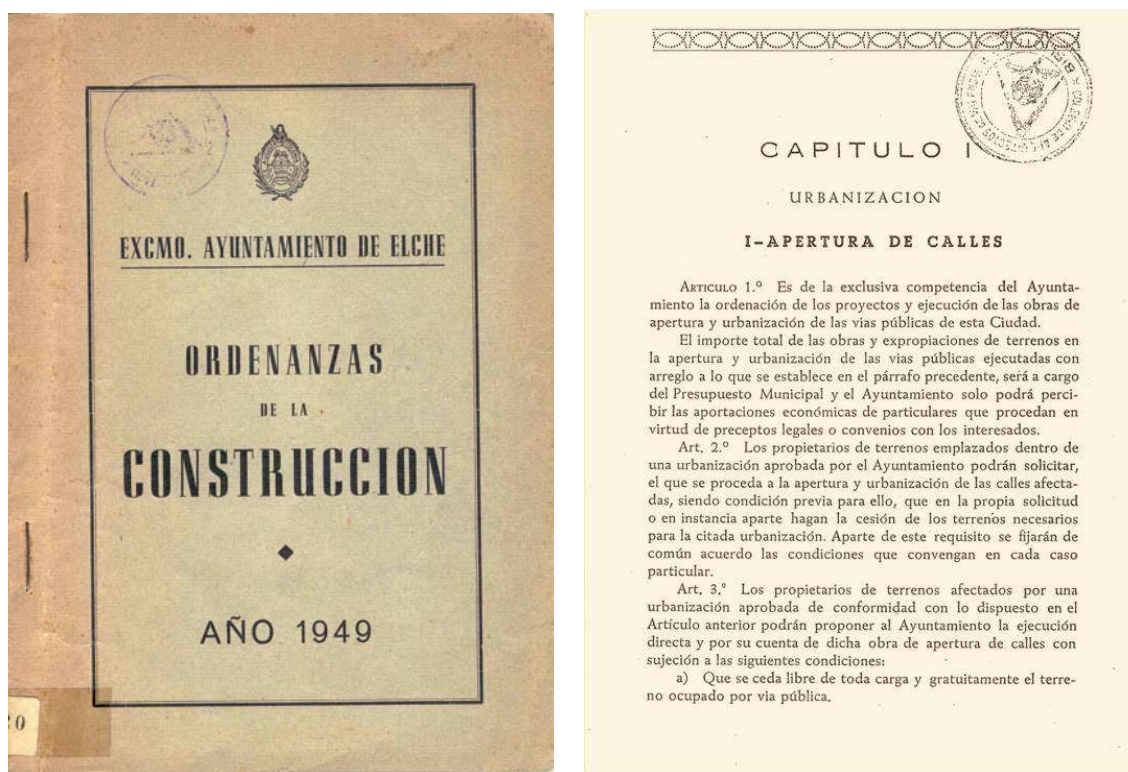 EXCMO. AYUNTAMIENTO DE ELCHE
ORDENANZAS
DE LA
CONSTRUCCION
AÑO 1949
0
CAPITULO I
URBANIZACION
I-APERTURA DE CALLES
ARTICULO 1.º Es de la exclusiva competencia del Ayunta-
miento la ordenación de los proyectos y ejecución de las obras de
apertura y urbanización de las vias públicas de esta Ciudad.
El importe total de las obras y expropiaciones de terrenos en
la apertura y urbanización de las vias públicas ejecutadas con
arreglo a lo que se establece en el párrafo precedente, será a cargo
del Presupuesto Municipal y el Ayuntamiento solo podrá perci-
bir las aportaciones económicas de particulares que procedan en
virtud de preceptos legales o convenios con los interesados.
Art. 2.º Los propietarios de terrenos emplazados dentro de
una urbanización aprobada por el Ayuntamiento podrán solicitar,
el que se proceda a la apertura y urbanización de las calles afecta-
das, siendo condición previa para ello, que en la propia solicitud
o en instancia aparte hagan la cesión de los terrenos necesarios
para la citada urbanización. Aparte de este requisito se fijarán de
común acuerdo las condiciones que convengan en cada caso
particular.
Art. 3.º Los propietarios de terrenos afectados por una
urbanización aprobada de conformidad con lo dispuesto en el
Artículo anterior podrán proponer al Ayuntamiento la ejecución
directa y por su cuenta de dicha obra de apertura de calles con
sujeción a las siguientes condiciones:
a) Que se ceda libre de toda carga y gratuitamente el terre-
no ocupado por via pública.